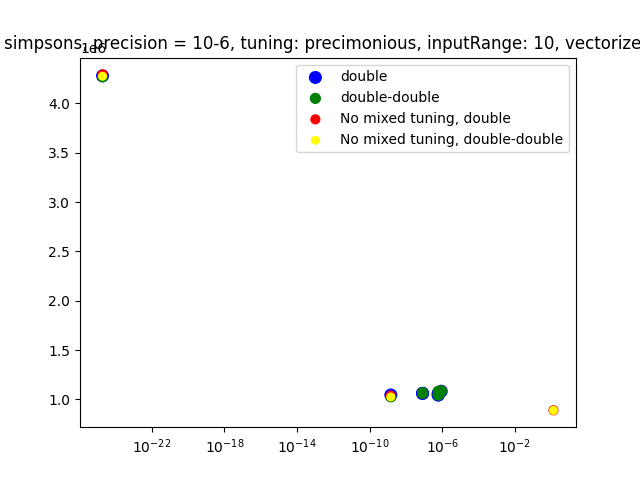 simpsons, precision = 10-6, tuning: precimonious, inputRange: 10, vectorize
1e6
double
double-double
No mixed tuning, double
No mixed tuning, double-double
4.0
3.5
3.0
2.5
2.0
1.5
1.0
10⁻²² 10⁻¹⁸ 10⁻¹⁴ 10⁻¹⁰ 10⁻⁶ 10⁻²